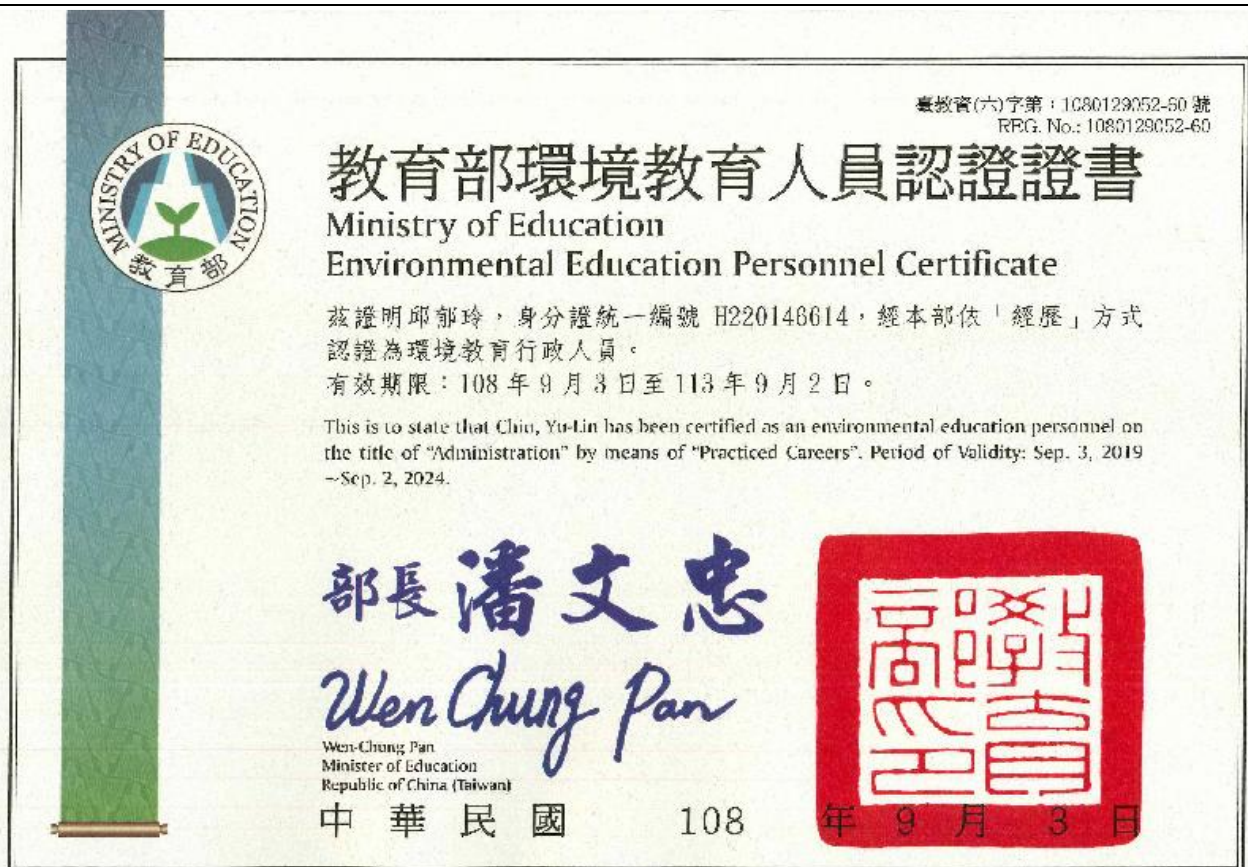 臺教資(六)字第：1080129052-60 號
REG. No.: 1080129052-60
MINISTRY OF EDUCATION
教育部
教育部環境教育人員認證證書
Ministry of Education
Environmental Education Personnel Certificate
茲證明邱郁玲，身分證統一編號 H220146614，經本部依「經歷」方式
認證為環境教育行政人員。
有效期限：108 年 9 月 3 日至 113 年 9 月 2 日。
This is to state that Chiu, Yu-Lin has been certified as an environmental education personnel on
the title of "Administration" by means of "Practiced Careers". Period of Validity: Sep. 3, 2019
~Sep. 2, 2024.
部長 潘文忠
Wen Chung Pan
Wen-Chung Pan
Minister of Education
Republic of China (Taiwan)
教育部印
中 華 民 國 108 年 9 月 3 日